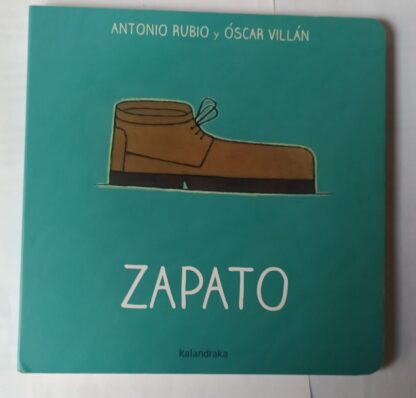 ANTONIO RUBIO y ÓSCAR VILLÁN
ZAPATO
kalandraka